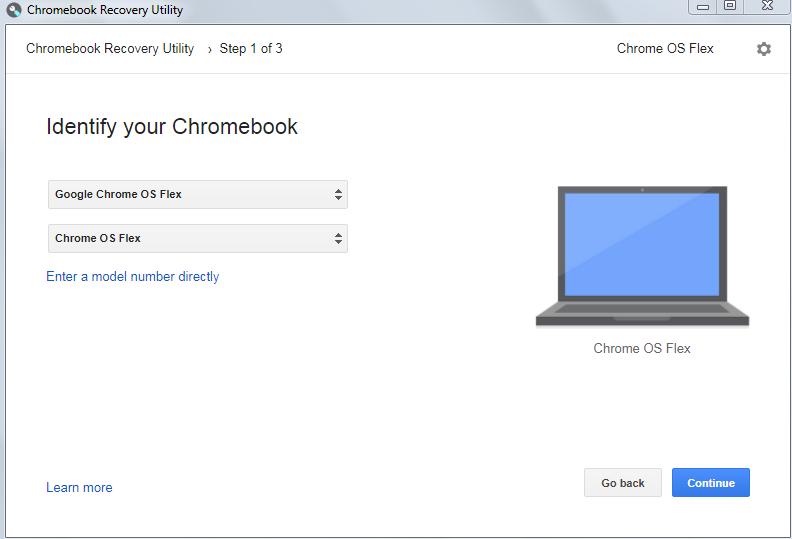 Chromebook Recovery Utility
Chromebook Recovery Utility › Step 1 of 3
Chrome OS Flex
Identify your Chromebook
Google Chrome OS Flex
Chrome OS Flex
Enter a model number directly
Chrome OS Flex
Learn more
Go back
Continue